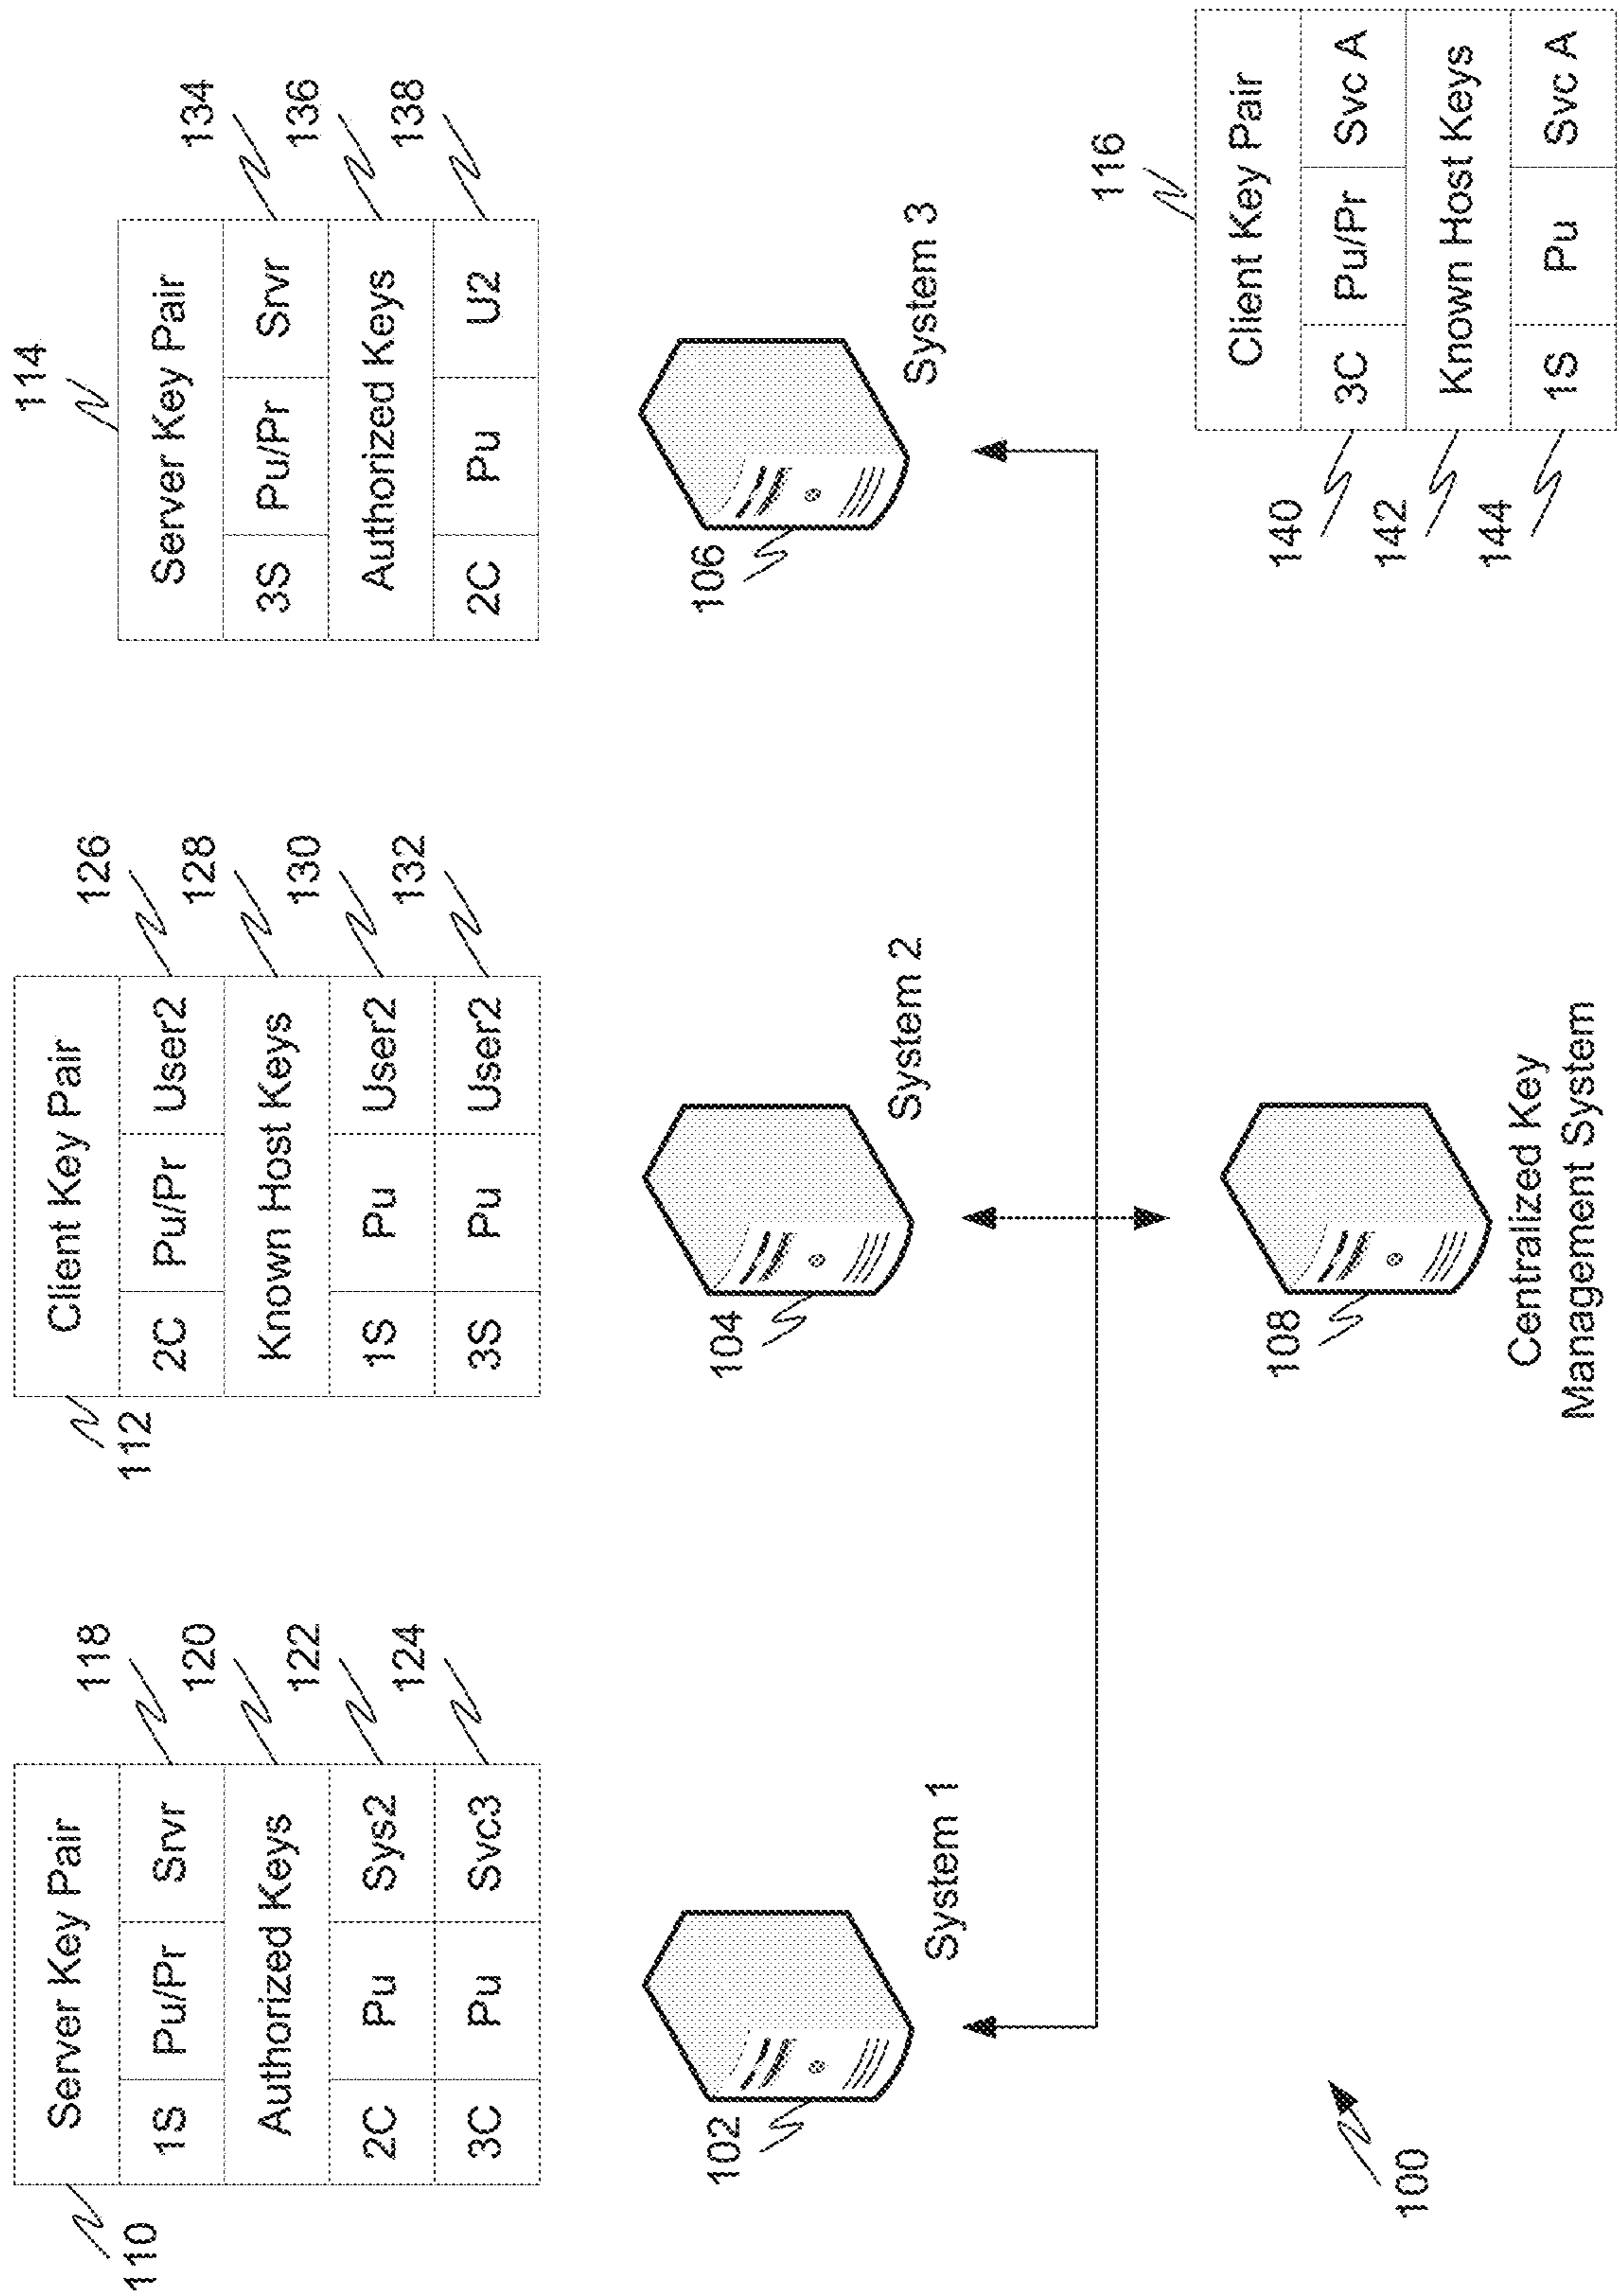 110
Server Key Pair
1S Pu/Pr Srvr
118
Authorized Keys
120
2C Pu Sys2
122
3C Pu Svc3
124
112
Client Key Pair
2C Pu/Pr User2
126
Known Host Keys
128
1S Pu User2
130
3S Pu User2
132
114
Server Key Pair
3S Pu/Pr Srvr
134
Authorized Keys
136
2C Pu U2
138
102
System 1
104
System 2
106
System 3
108
Centralized Key
Management System
116
Client Key Pair
140
3C Pu/Pr Svc A
142
Known Host Keys
144
1S Pu Svc A
100